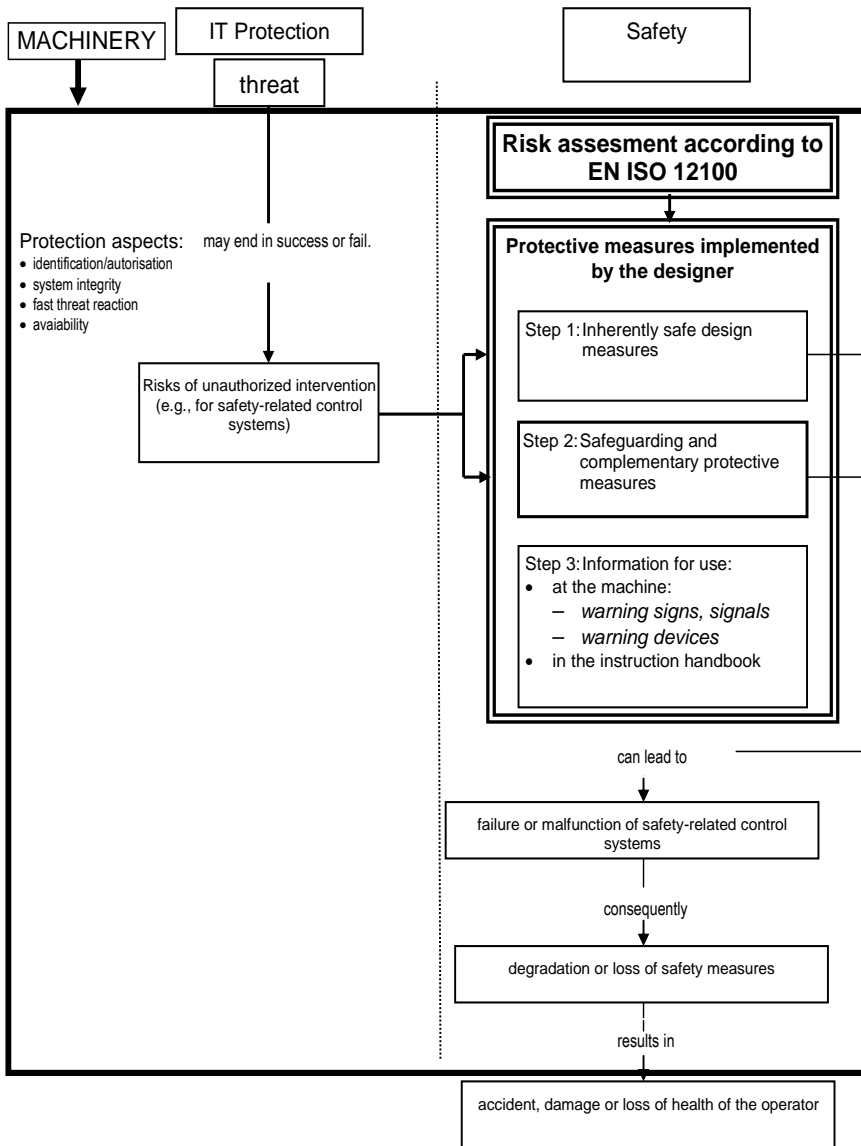 MACHINERY
IT Protection
Safety
threat
Risk assesment according to
EN ISO 12100
Protection aspects:
• identification/autorisation
• system integrity
• fast threat reaction
• avaiability
may end in success or fail.
Risks of unauthorized intervention
(e.g., for safety-related control
systems)
Protective measures implemented
by the designer
Step 1: Inherently safe design
measures
Step 2: Safeguarding and
complementary protective
measures
Step 3: Information for use:
• at the machine:
– warning signs, signals
– warning devices
• in the instruction handbook
can lead to
failure or malfunction of safety-related control
systems
consequently
degradation or loss of safety measures
results in
accident, damage or loss of health of the operator